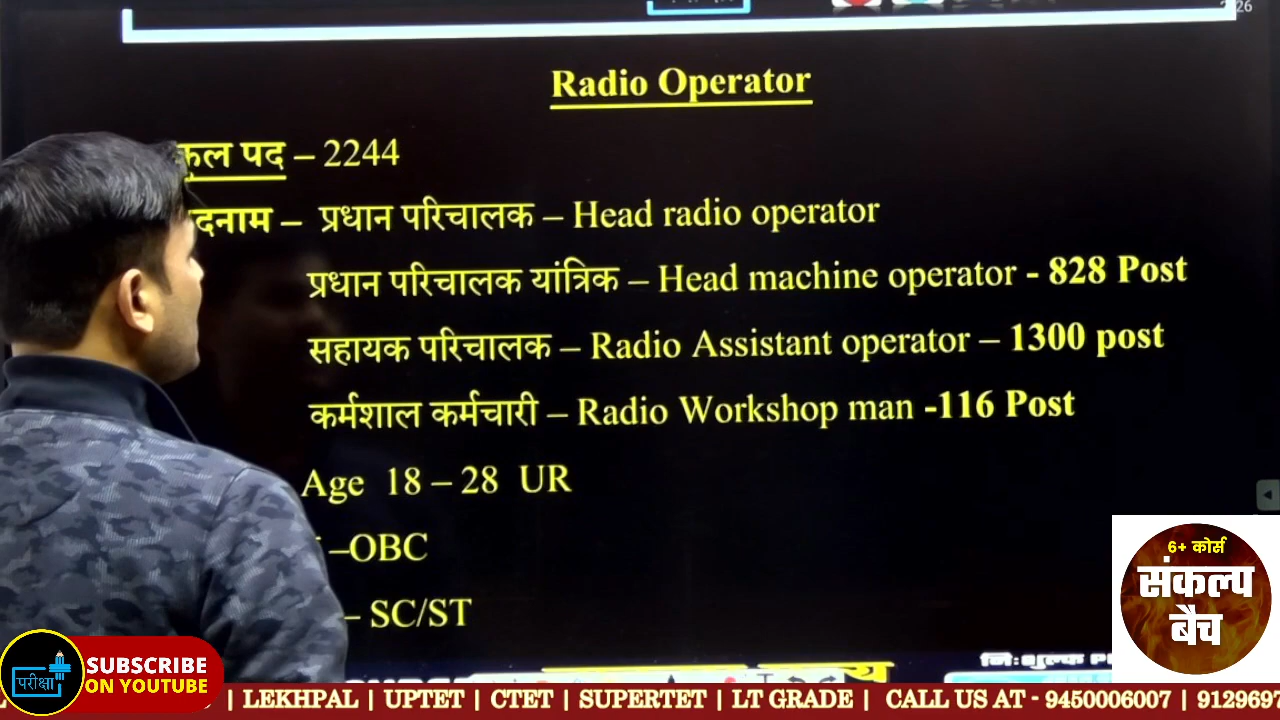 Radio Operator
कुल पद – 2244
पदनाम – प्रधान परिचालक – Head radio operator
प्रधान परिचालक यांत्रिक – Head machine operator - 828 Post
सहायक परिचालक – Radio Assistant operator – 1300 post
कर्मशाल कर्मचारी – Radio Workshop man -116 Post
Age 18 – 28 UR
–OBC
– SC/ST
6+ कोर्स
संकल्प
बैच
परीक्षा
SUBSCRIBE
ON YOUTUBE
| LEKHPAL | UPTET | CTET | SUPERTET | LT GRADE | CALL US AT - 9450006007 | 9129697